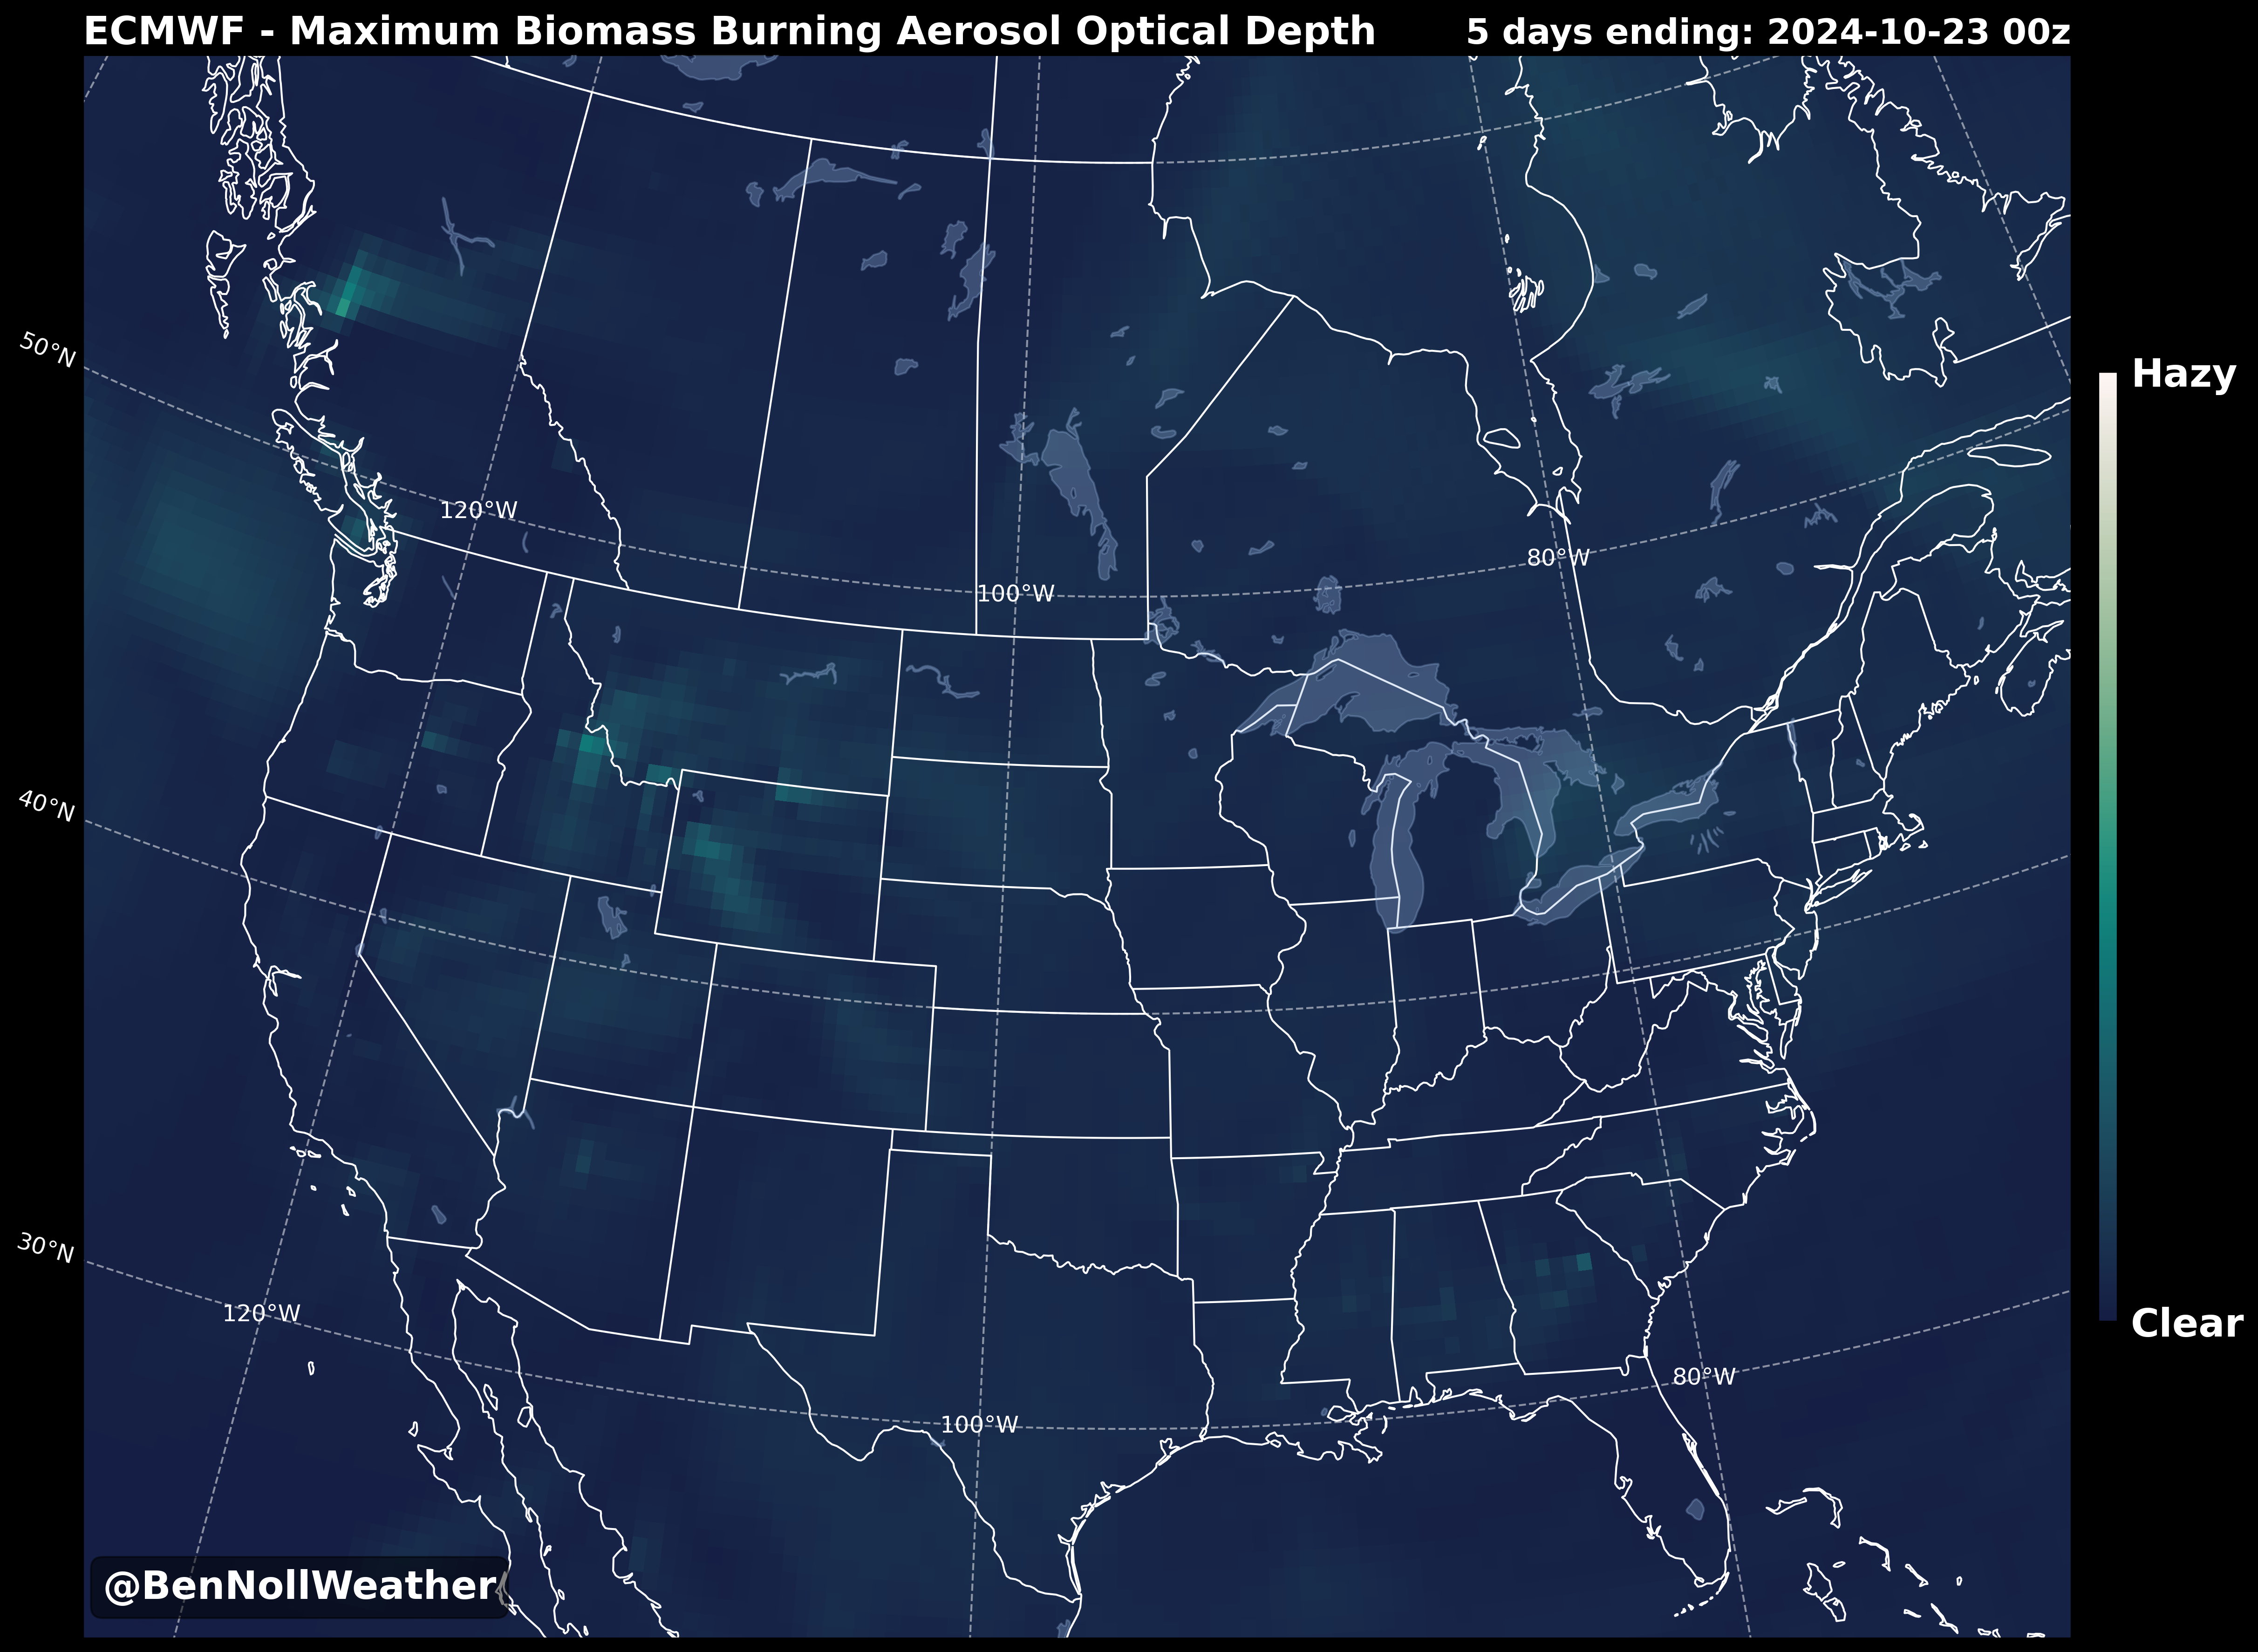 ECMWF - Maximum Biomass Burning Aerosol Optical Depth
5 days ending: 2024-10-23 00z
50°N
Hazy
120°W
80°W
100°W
40°N
30°N
120°W
Clear
80°W
100°W
@BenNollWeather